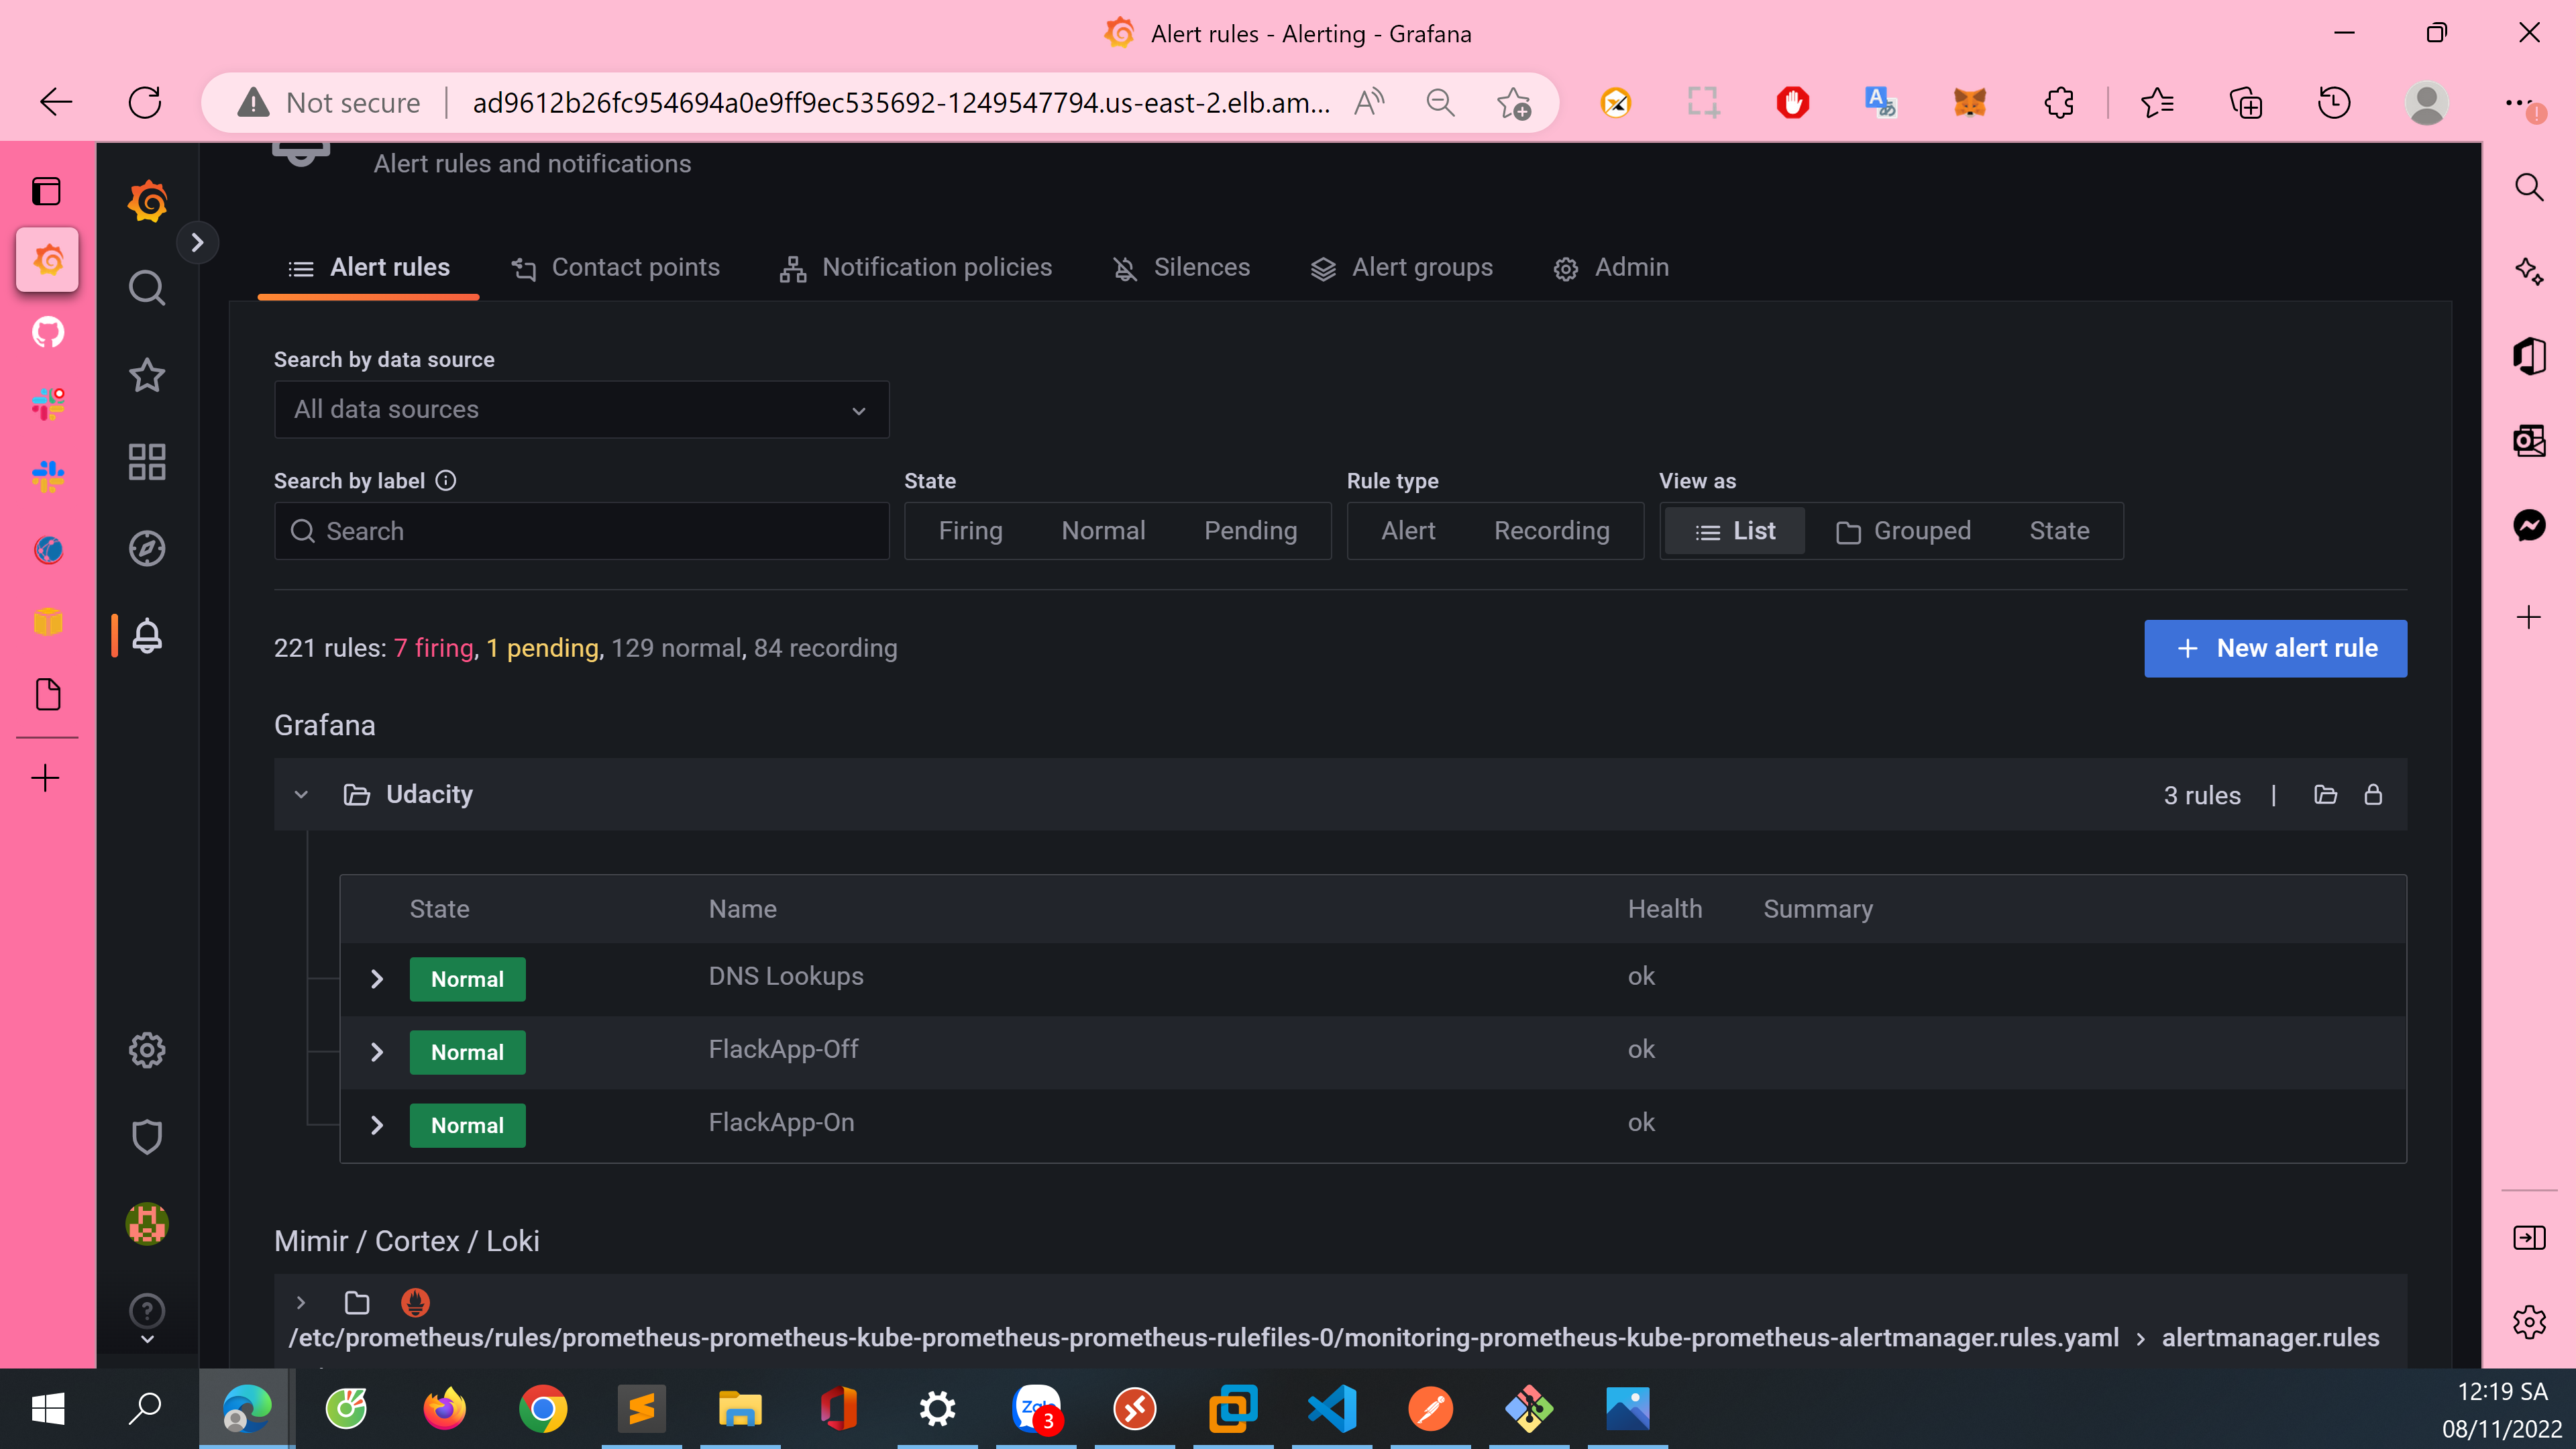 Alert rules - Alerting - Grafana
Not secure
ad9612b26fc954694a0e9ff9ec535692-1249547794.us-east-2.elb.am...
Alert rules and notifications
Alert rules
Contact points
Notification policies
Silences
Alert groups
Admin
Search by data source
All data sources
Search by label
State
Rule type
View as
Search
Firing
Normal
Pending
Alert
Recording
List
Grouped
State
221 rules: 7 firing, 1 pending, 129 normal, 84 recording
New alert rule
Grafana
Udacity
3 rules |
State
Name
Health
Summary
Normal
DNS Lookups
ok
Normal
FlackApp-Off
ok
Normal
FlackApp-On
ok
Mimir / Cortex / Loki
/etc/prometheus/rules/prometheus-prometheus-kube-prometheus-prometheus-rulefiles-0/monitoring-prometheus-kube-prometheus-alertmanager.rules.yaml > alertmanager.rules
Zalo
3
12:19 SA
08/11/2022